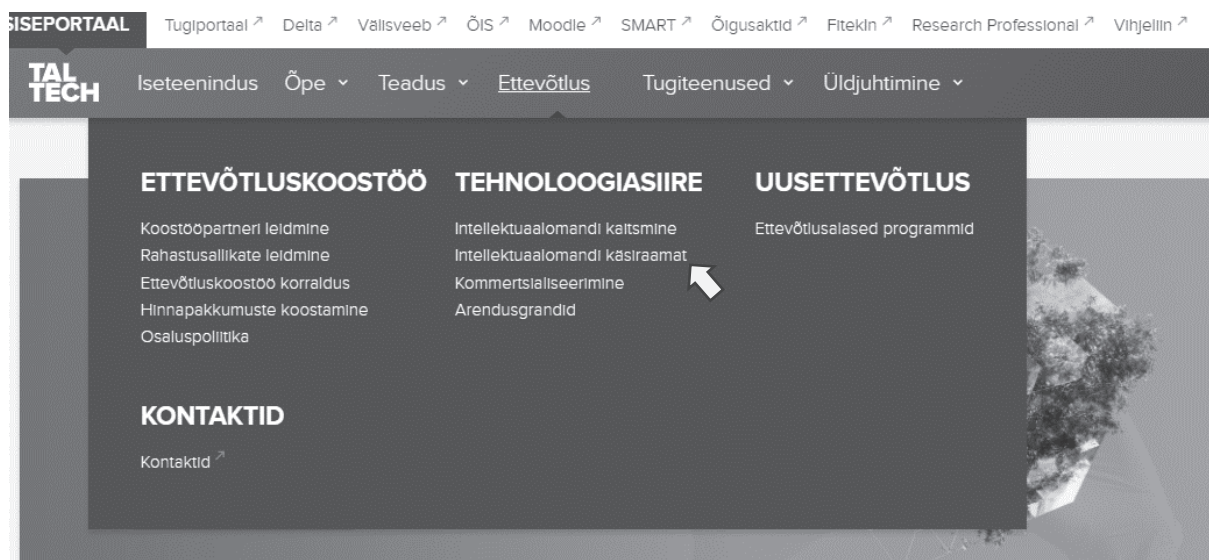 SISEPORTAAL Tugiportaal ↗ Delta ↗ Välisveeb ↗ ÕIS ↗ Moodle ↗ SMART ↗ Õigusaktid ↗ Fitekin ↗ Research Professional ↗ Vihjeliin ↗
TAL
TECH
Iseteenindus Õpe Teadus Ettevõtlus Tugiteenused Üldjuhtimine
ETTEVÕTLUSKOOSTÖÖ
Koostööpartneri leidmine
Rahastusallikate leidmine
Ettevõtluskoostöö korraldus
Hinnapakkumuste koostamine
Osaluspoliitika
TEHNOLOOGIASIIRE
Intellektuaalomandi kaitsmine
Intellektuaalomandi käsiraamat
Kommertsialiseerimine
Arendusgrandid
UUSETTEVÕTLUS
Ettevõtlusalased programmid
KONTAKTID
Kontaktid ↗